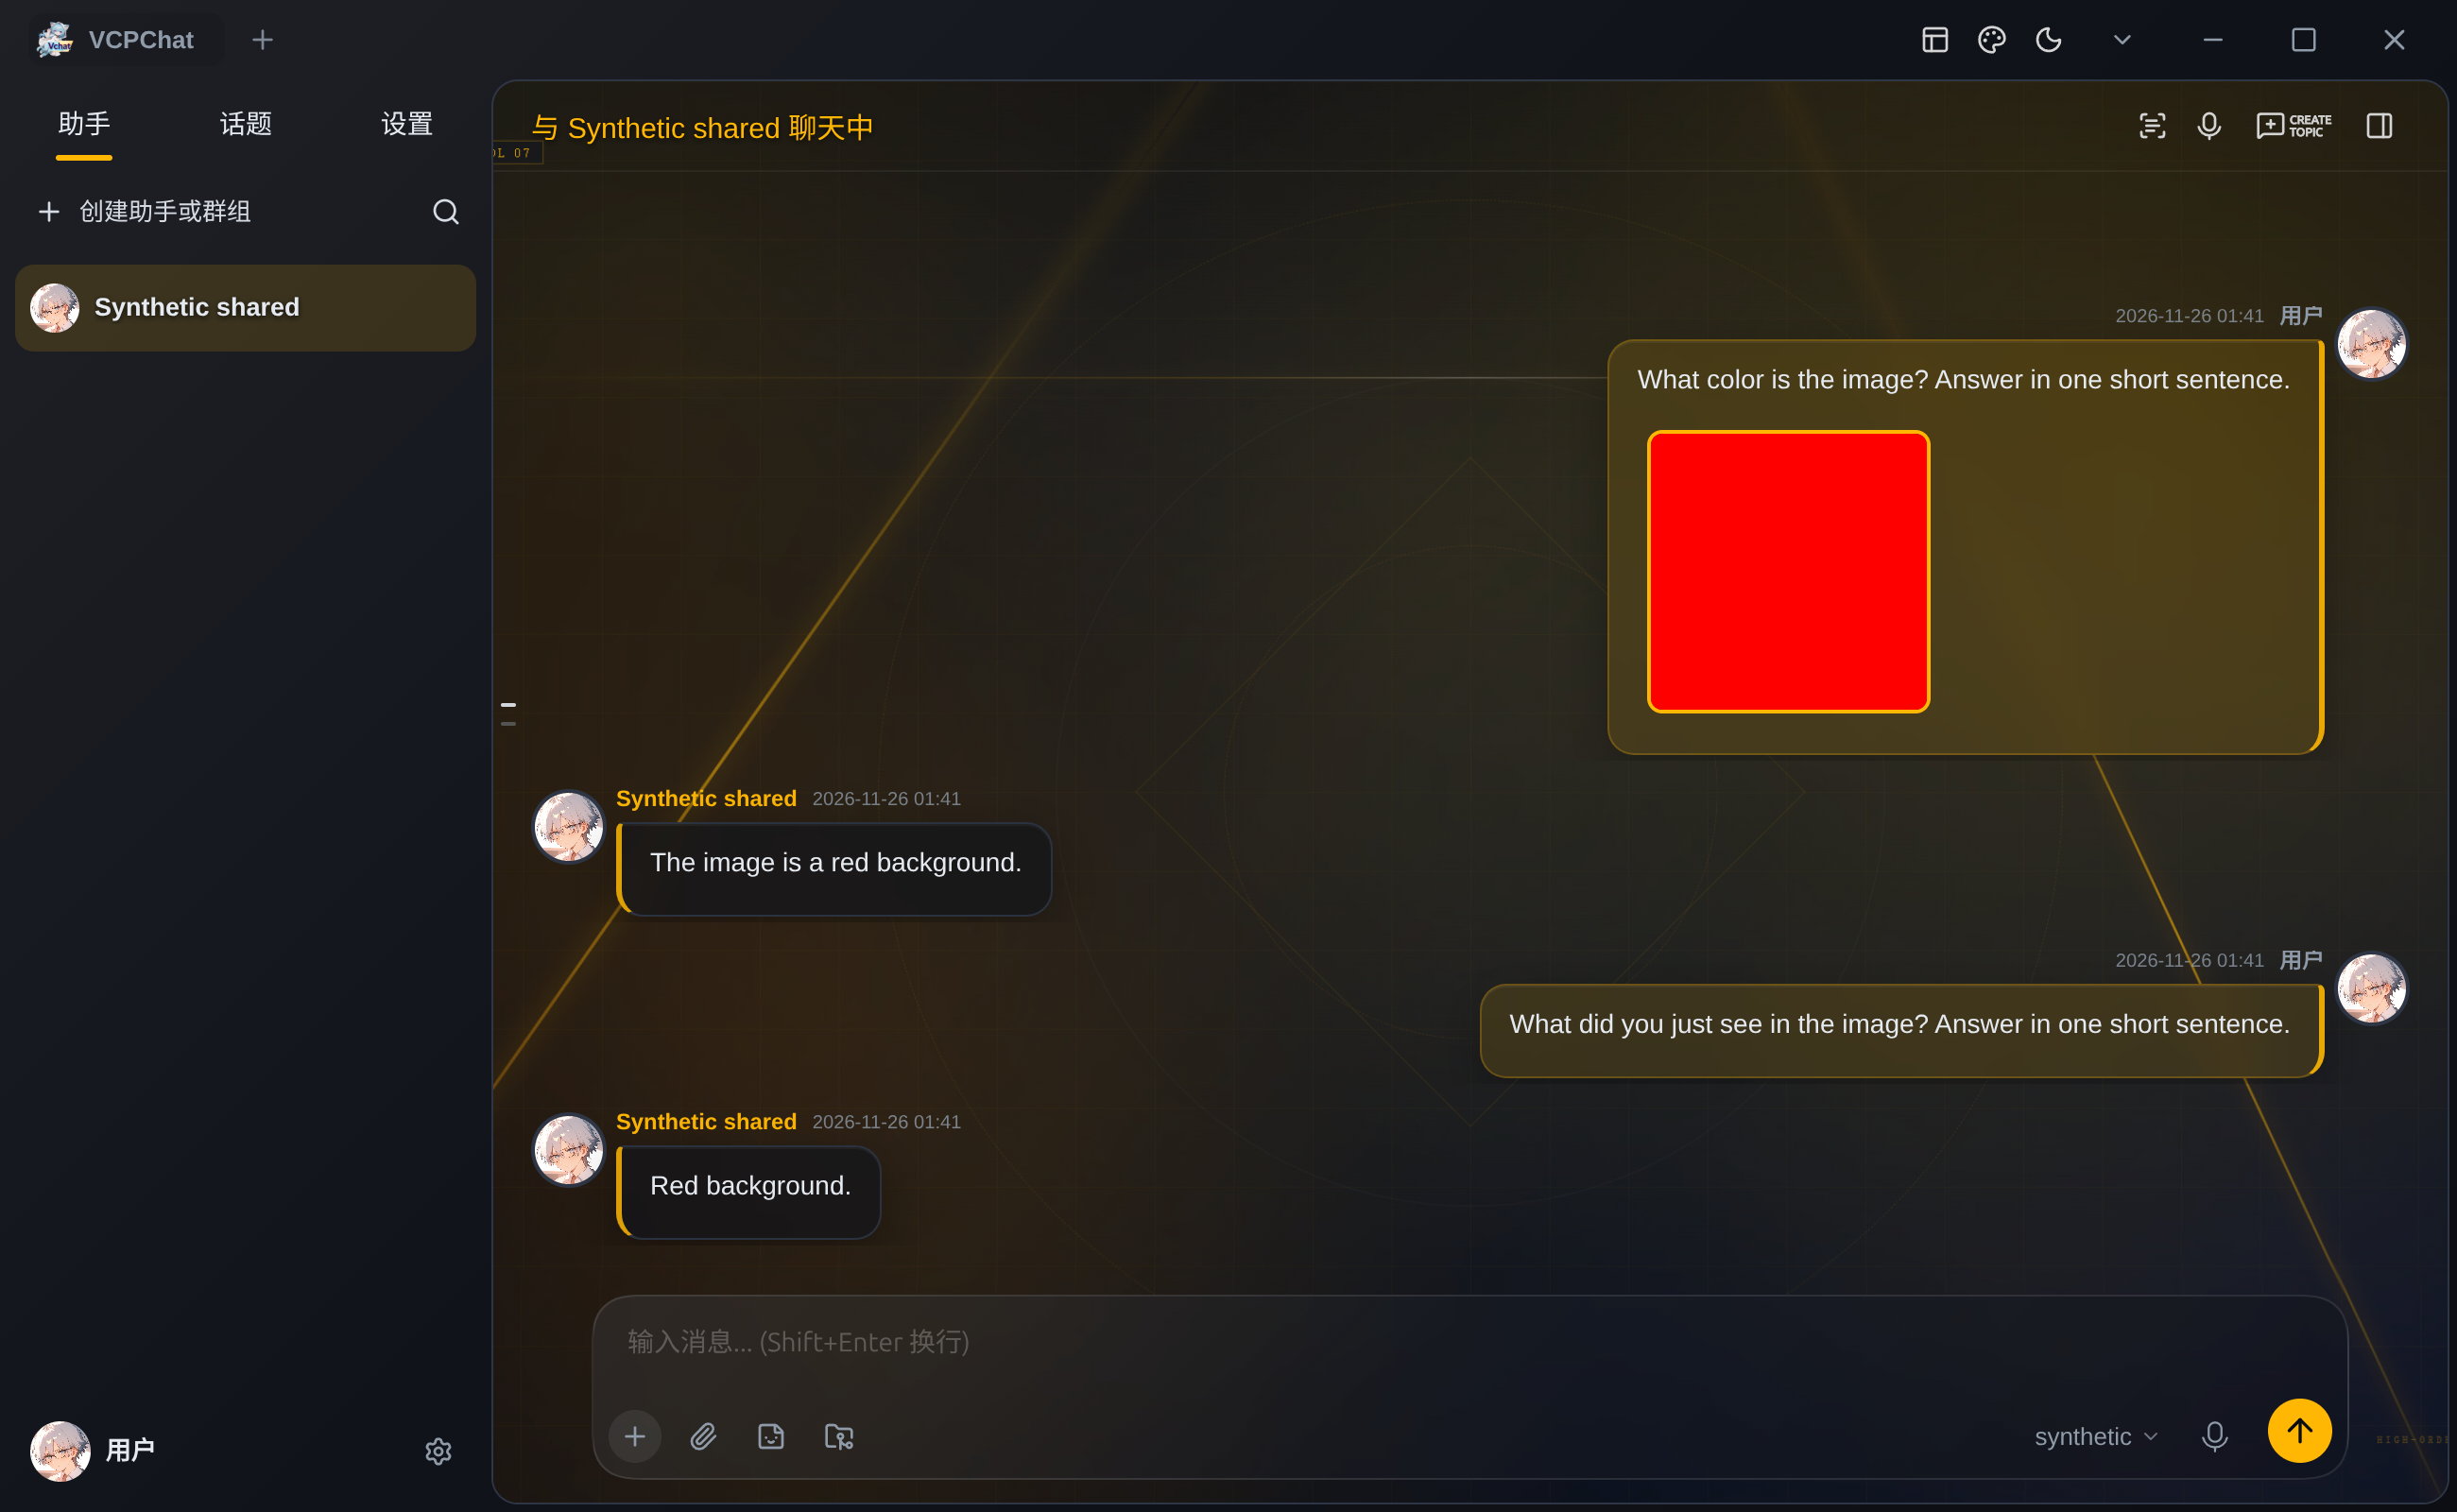 VCPChat
助手
话题
设置
创建助手或群组
Synthetic shared
用户
与 Synthetic shared 聊天中
07
CREATE
TOPIC
2026-11-26 01:41 用户
What color is the image? Answer in one short sentence.
Synthetic shared 2026-11-26 01:41
The image is a red background.
2026-11-26 01:41 用户
What did you just see in the image? Answer in one short sentence.
Synthetic shared 2026-11-26 01:41
Red background.
输入消息... (Shift+Enter 换行)
synthetic